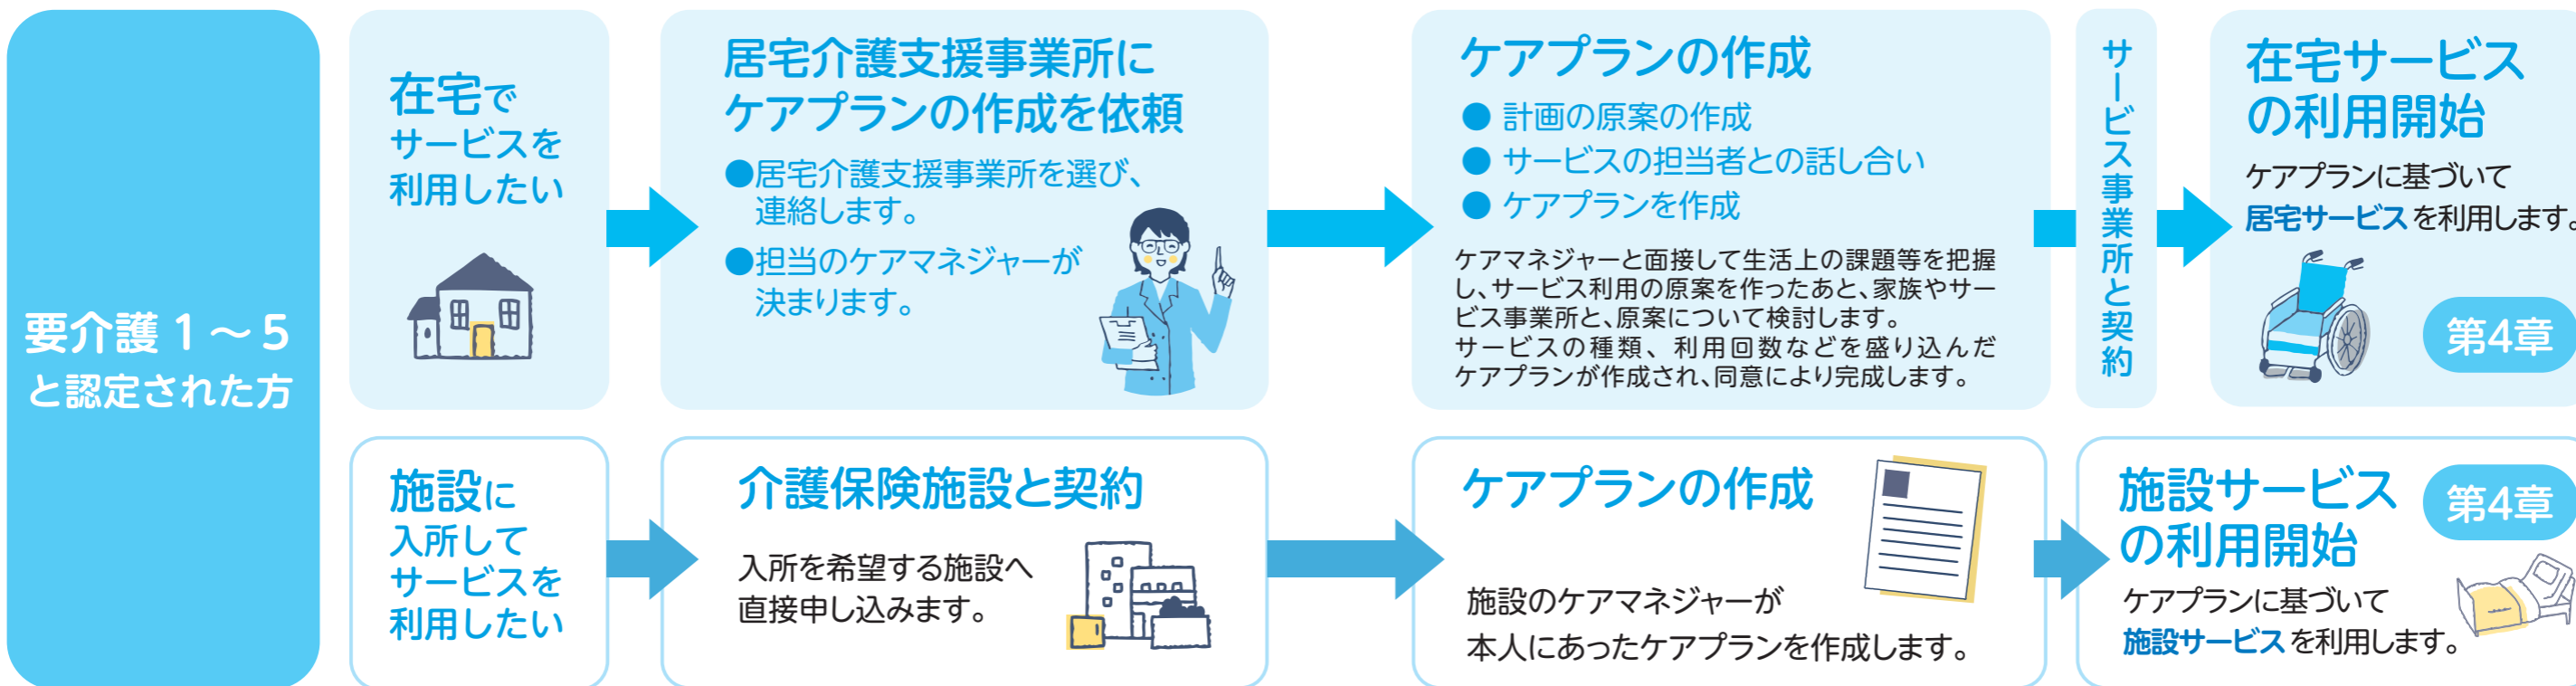 要介護１～５
と認定された方
在宅で
サービスを
利用したい
居宅介護支援事業所に
ケアプランの作成を依頼
●居宅介護支援事業所を選び、
連絡します。
●担当のケアマネジャーが
決まります。
ケアプランの作成
● 計画の原案の作成
● サービスの担当者との話し合い
● ケアプランを作成
ケアマネジャーと面接して生活上の課題等を把握
し、サービス利用の原案を作ったあと、家族やサー
ビス事業所と、原案について検討します。
サービスの種類、利用回数などを盛り込んだ
ケアプランが作成され、同意により完成します。
サービス事業所と契約
在宅サービス
の利用開始
ケアプランに基づいて
居宅サービスを利用します。
第4章
施設に
入所して
サービスを
利用したい
介護保険施設と契約
入所を希望する施設へ
直接申し込みます。
ケアプランの作成
施設のケアマネジャーが
本人にあったケアプランを作成します。
施設サービス
の利用開始
第4章
ケアプランに基づいて
施設サービスを利用します。